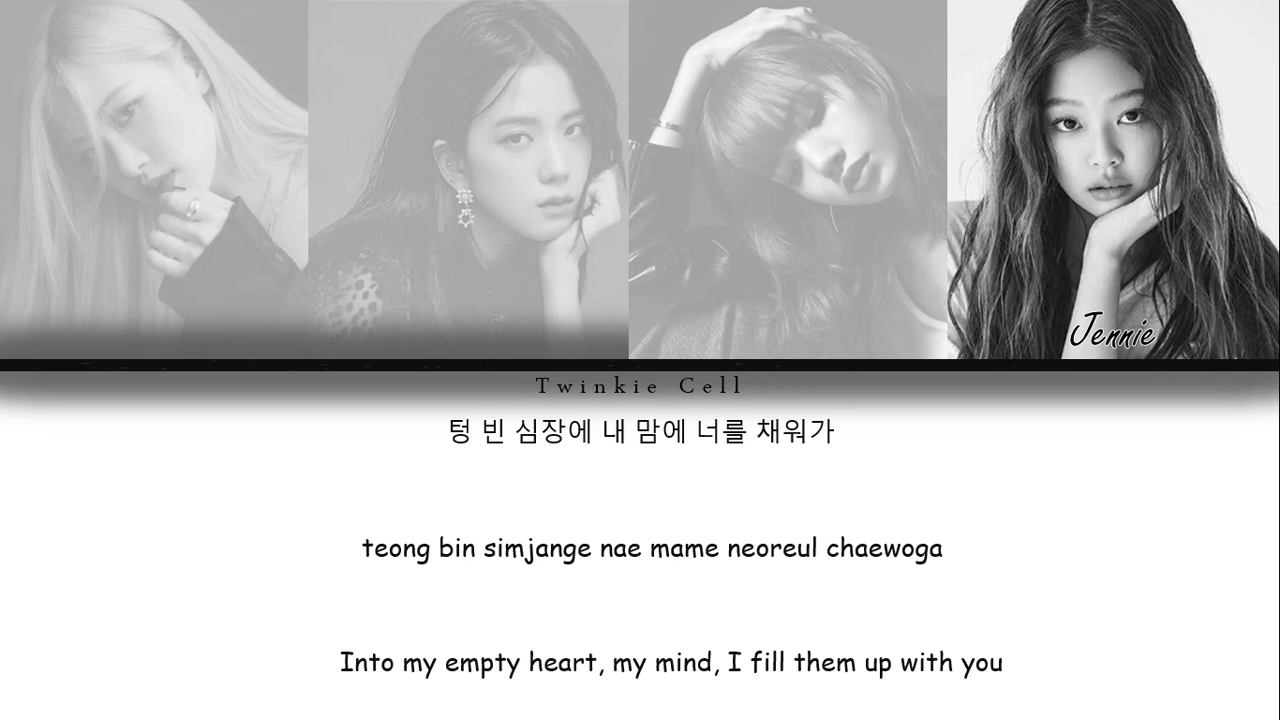 Jennie
Twinkie Cell
텅 빈 심장에 내 맘에 너를 채워가
teong bin simjange nae mame neoreul chaewoga
Into my empty heart, my mind, I fill them up with you